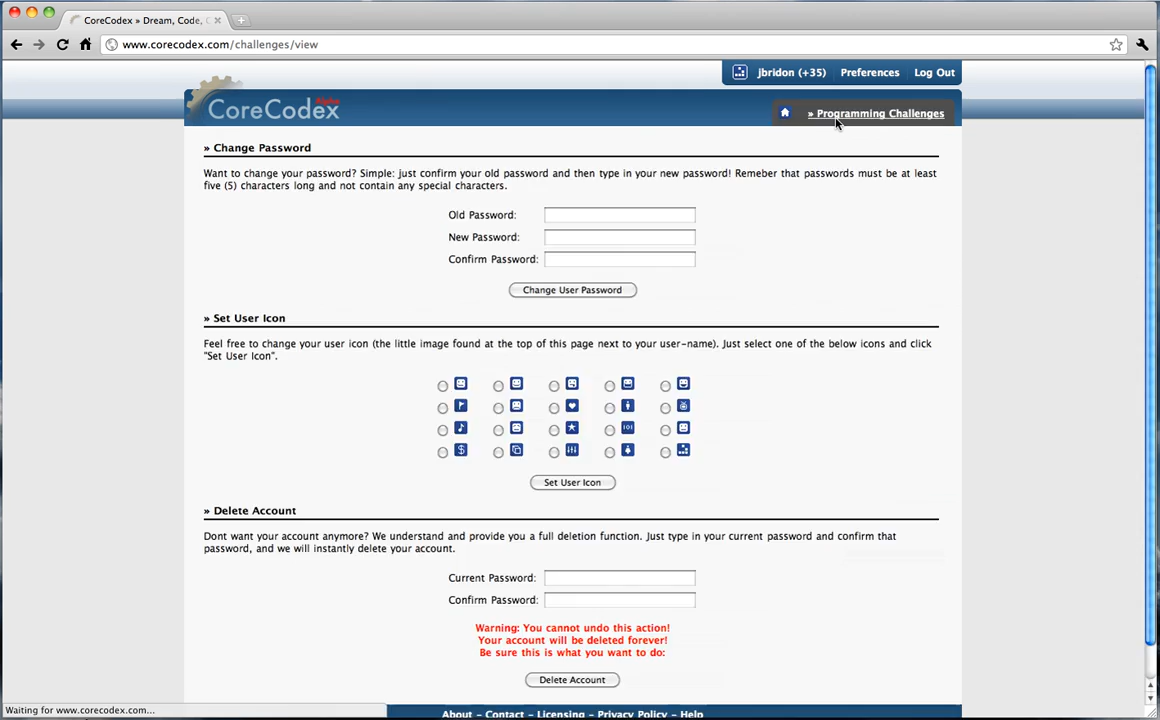 CoreCodex » Dream, Code, C
www.corecodex.com/challenges/view
jbridon (+35) Preferences Log Out
CoreCodex Alpha
» Programming Challenges
» Change Password
Want to change your password? Simple: just confirm your old password and then type in your new password! Remeber that passwords must be at least
five (5) characters long and not contain any special characters.
Old Password:
New Password:
Confirm Password:
Change User Password
» Set User Icon
Feel free to change your user icon (the little image found at the top of this page next to your user-name). Just select one of the below icons and click
"Set User Icon".
Set User Icon
» Delete Account
Dont want your account anymore? We understand and provide you a full deletion function. Just type in your current password and confirm that
password, and we will instantly delete your account.
Current Password:
Confirm Password:
Warning: You cannot undo this action!
Your account will be deleted forever!
Be sure this is what you want to do:
Delete Account
About - Contact - Licensing - Privacy Policy - Help
Waiting for www.corecodex.com...